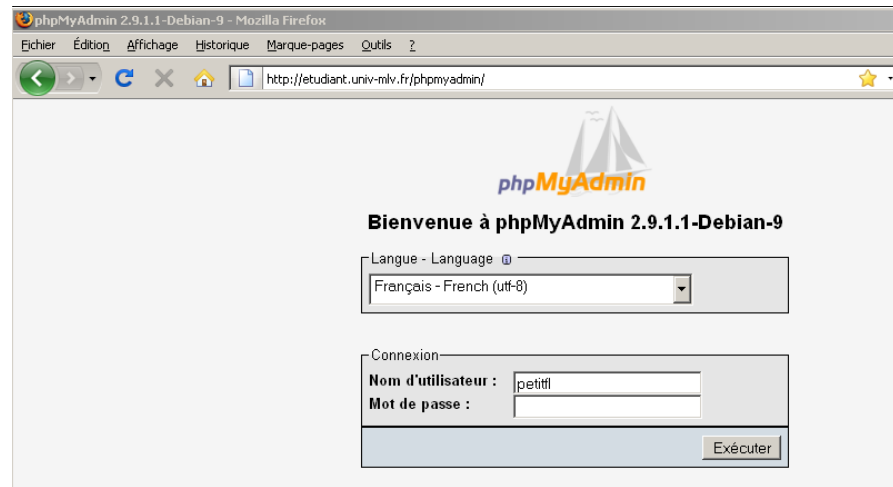 phpMyAdmin 2.9.1.1-Debian-9 - Mozilla Firefox
Fichier Édition Affichage Historique Marque-pages Outils ?
http://etudiant.univ-mlv.fr/phpmyadmin/
phpMyAdmin
Bienvenue à phpMyAdmin 2.9.1.1-Debian-9
Langue - Language
Français - French (utf-8)
Connexion
Nom d'utilisateur : petitfl
Mot de passe :
Exécuter